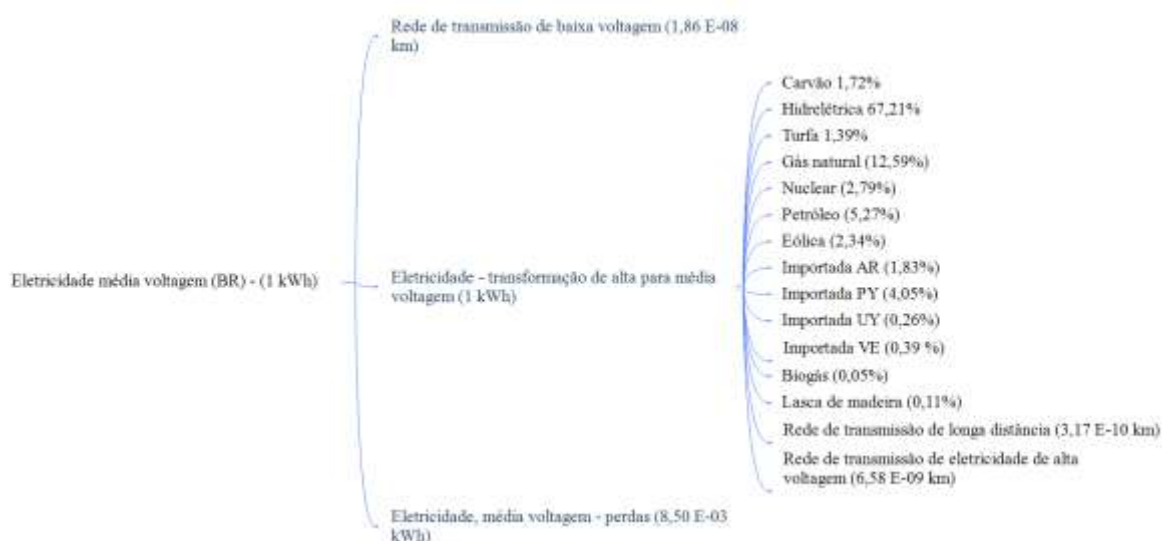 Rede de transmissão de baixa voltagem (1,86 E-08
km)
Carvão 1,72%
Hidrelétrica 67,21%
Turfa 1,39%
Gás natural (12,59%)
Nuclear (2,79%)
Petróleo (5,27%)
Eólica (2,34%)
Eletricidade média voltagem (BR) - (1 kWh)
Eletricidade - transformação de alta para média
voltagem (1 kWh)
Importada AR (1,83%)
Importada PY (4,05%)
Importada UY (0,26%)
Importada VE (0,39 %)
Biogás (0,05%)
Lasca de madeira (0,11%)
Rede de transmissão de longa distância (3,17 E-10 km)
Rede de transmissão de eletricidade de alta
voltagem (6,58 E-09 km)
Eletricidade, média voltagem - perdas (8,50 E-03
kWh)